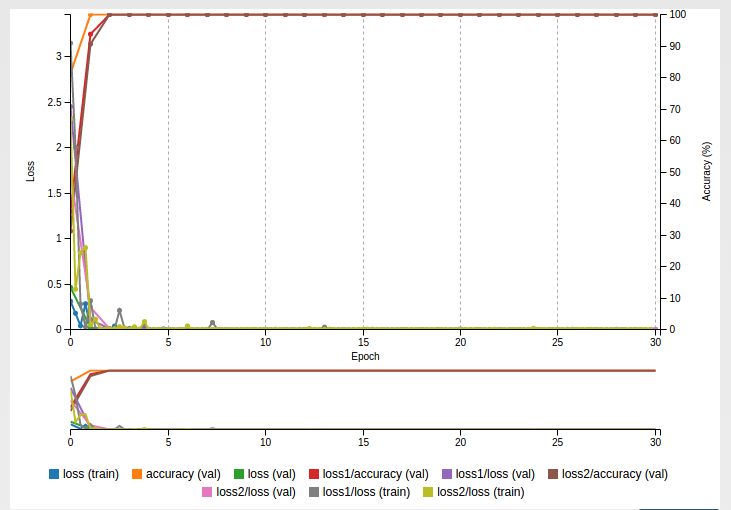 100
3
90
80
2.5
70
2
60
Loss
50
Accuracy (%)
1.5
40
1
30
20
0.5
10
0
0
0 5 10 15 20 25 30
Epoch
0 5 10 15 20 25 30
loss (train) accuracy (val) loss (val) loss1/accuracy (val) loss1/loss (val) loss2/accuracy (val)
loss2/loss (val) loss1/loss (train) loss2/loss (train)